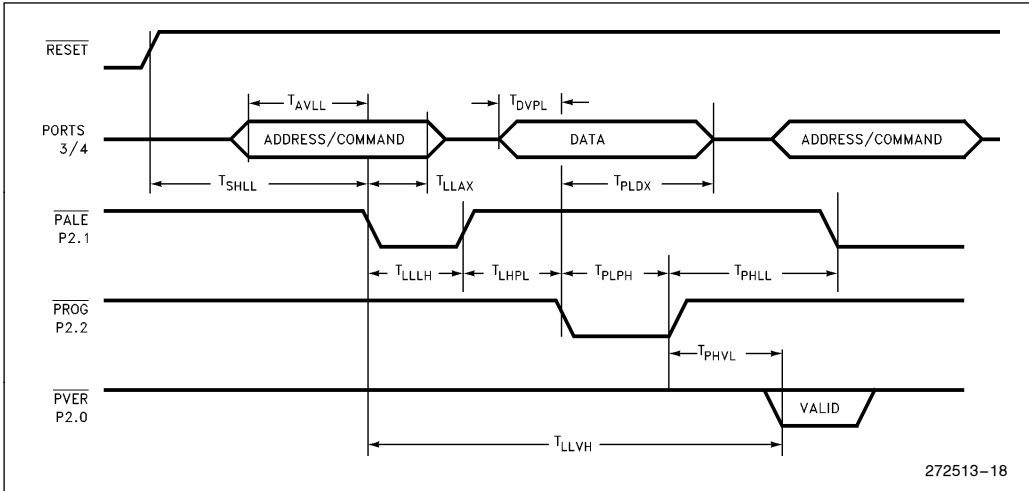 RESET
T_AVLL
T_DVPL
PORTS
3/4
ADDRESS/COMMAND
DATA
ADDRESS/COMMAND
T_SHLL
T_LLAX
T_PLDX
PALE
P2.1
T_LLLH
T_LHPL
T_PLPH
T_PHLL
PROG
P2.2
T_PHVL
PVER
P2.0
VALID
T_LLVH
272513-18